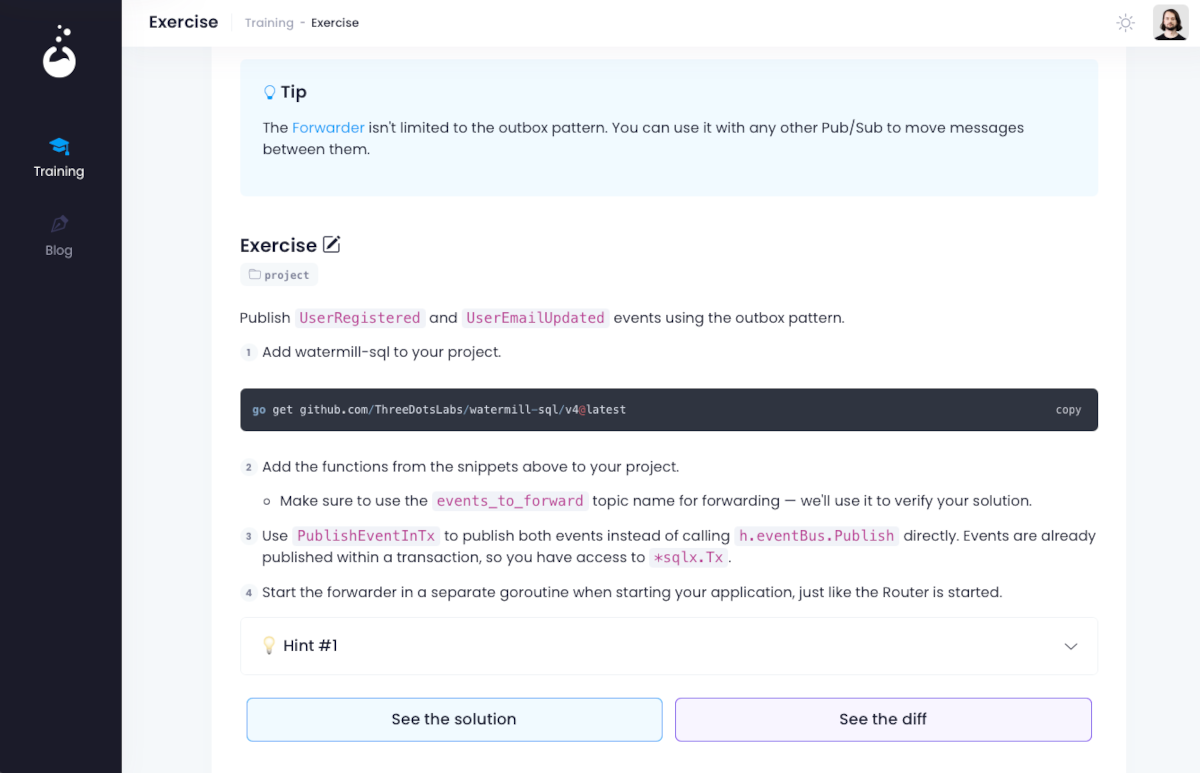 Exercise
Training - Exercise
Training
Blog
Tip
The Forwarder isn't limited to the outbox pattern. You can use it with any other Pub/Sub to move messages
between them.
Exercise
project
Publish UserRegistered and UserEmailUpdated events using the outbox pattern.
1 Add watermill-sql to your project.
go get github.com/ThreeDotsLabs/watermill-sql/v4@latest
copy
2 Add the functions from the snippets above to your project.
Make sure to use the events_to_forward topic name for forwarding — we'll use it to verify your solution.
3 Use PublishEventInTx to publish both events instead of calling h.eventBus.Publish directly. Events are already
published within a transaction, so you have access to *sqlx.Tx.
4 Start the forwarder in a separate goroutine when starting your application, just like the Router is started.
Hint #1
See the solution
See the diff